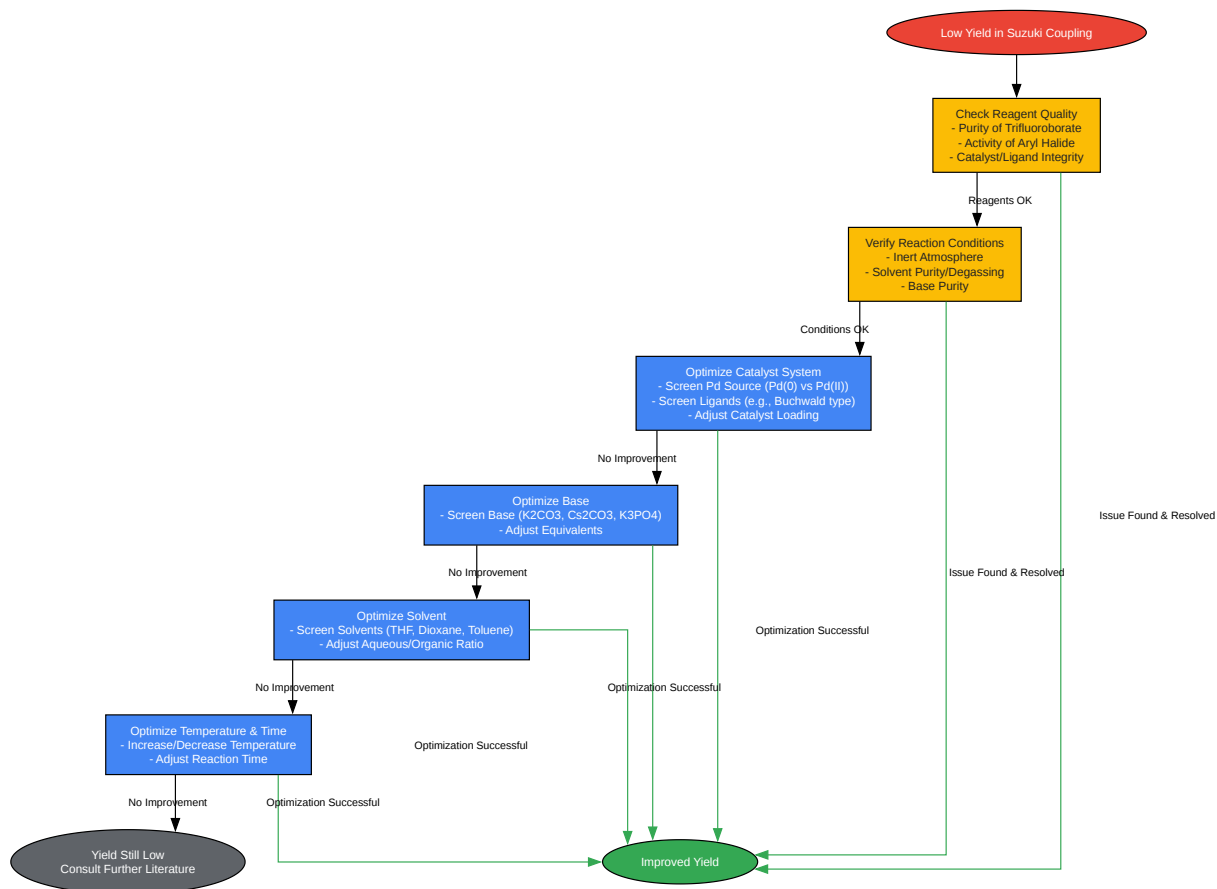 Low Yield in Suzuki Coupling
Check Reagent Quality
- Purity of Trifluoroborate
- Activity of Aryl Halide
- Catalyst/Ligand Integrity
Reagents OK
Verify Reaction Conditions
- Inert Atmosphere
- Solvent Purity/Degassing
- Base Purity
Conditions OK
Optimize Catalyst System
- Screen Pd Source (Pd(0) vs Pd(II))
- Screen Ligands (e.g., Buchwald type)
- Adjust Catalyst Loading
No Improvement
Optimize Base
- Screen Base (K2CO3, Cs2CO3, K3PO4)
- Adjust Equivalents
Issue Found & Resolved
No Improvement
Issue Found & Resolved
Optimize Solvent
- Screen Solvents (THF, Dioxane, Toluene)
- Adjust Aqueous/Organic Ratio
Optimization Successful
No Improvement
Optimization Successful
Optimize Temperature & Time
- Increase/Decrease Temperature
- Adjust Reaction Time
Optimization Successful
No Improvement
Optimization Successful
Yield Still Low
Consult Further Literature
Improved Yield